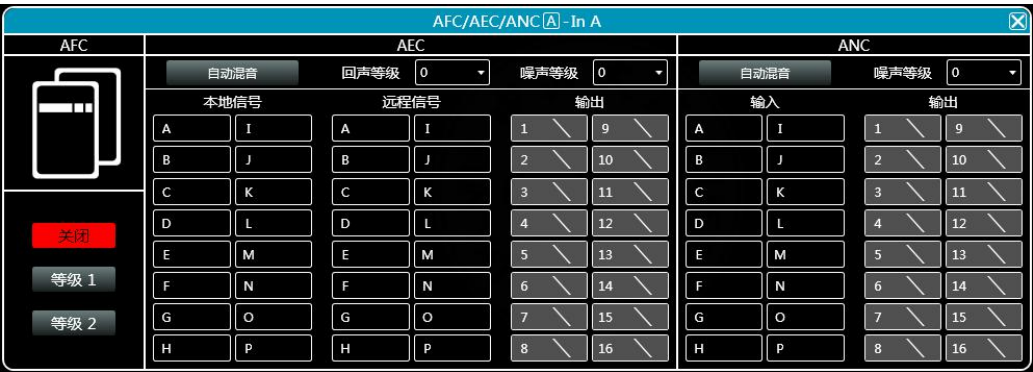 AFC/AEC/ANC A -In A
AFC AEC ANC
自动混音 回声等级 0 噪声等级 0 自动混音 噪声等级 0
本地信号 远程信号 输出 输入 输出
A I A I 1 9 A I 1 9
B J B J 2 10 B J 2 10
C K C K 3 11 C K 3 11
D L D L 4 12 D L 4 12
关闭
E M E M 5 13 E M 5 13
等级 1
F N F N 6 14 F N 6 14
G O G O 7 15 G O 7 15
等级 2
H P H P 8 16 H P 8 16